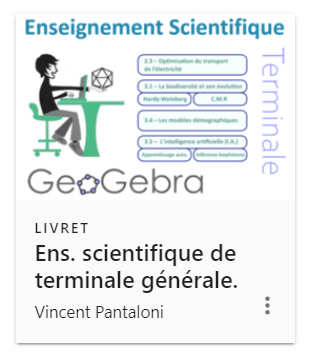 Enseignement Scientifique
Terminale
2.3 – Optimisation du transport
de l'électricité
3.1 – La biodiversité et son évolution
Hardy-Weinberg
C.M.R
3.4 – Les modèles démographiques
3.5 – L'intelligence artificielle (I.A.)
Apprentissage auto.
Inférence bayésienne
GeoGebra
LIVRET
Ens. scientifique de
terminale générale.
Vincent Pantaloni